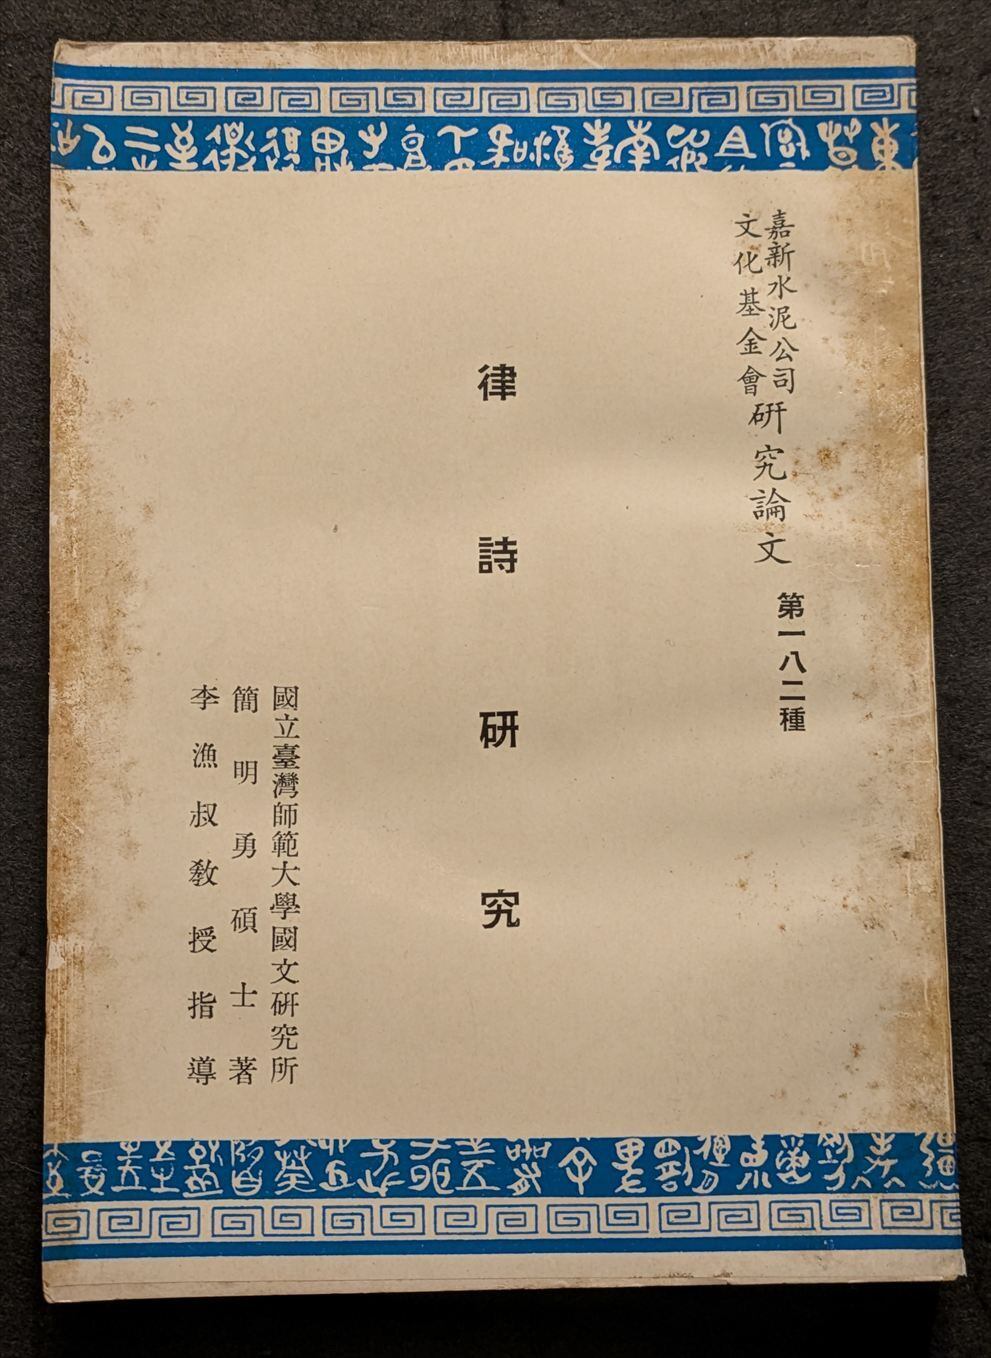 嘉新水泥公司
文化基金會
研究論文
第一八二種
律詩研究
國立臺灣師範大學國文研究所
簡明勇碩士著
李漁叔教授指導